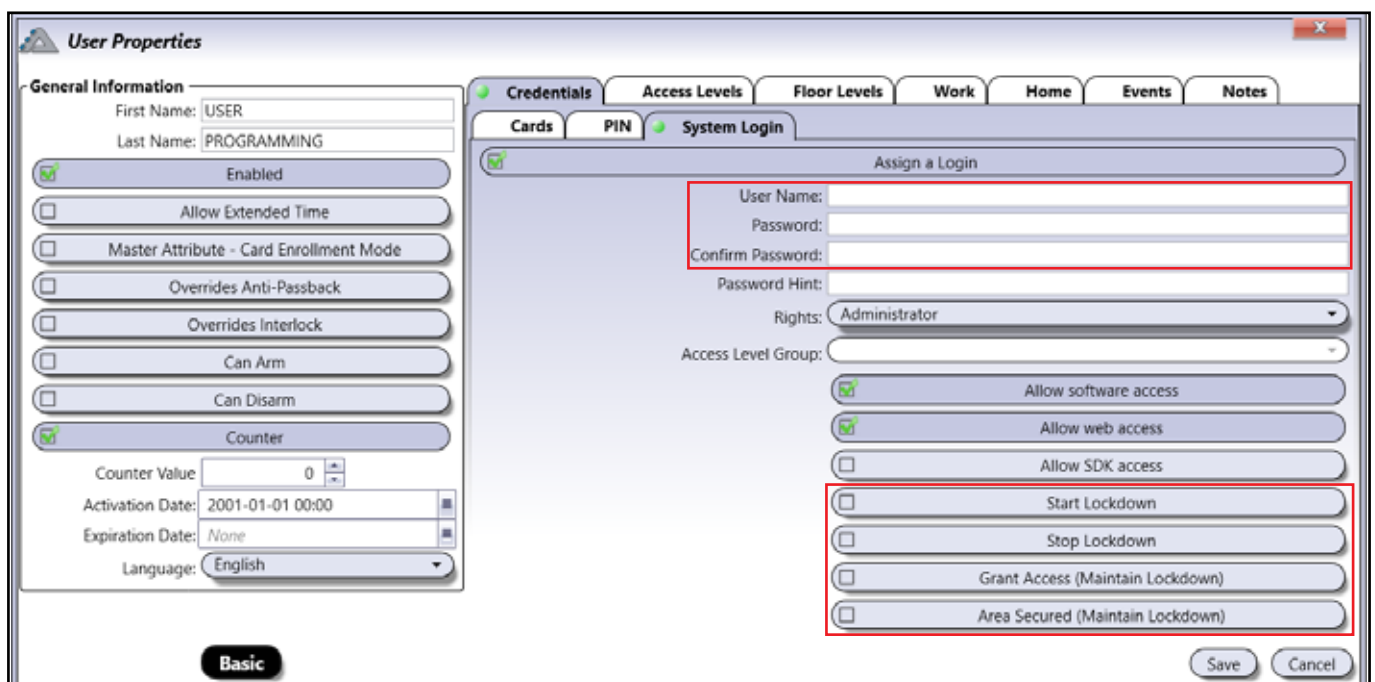 User Properties
x
General Information
First Name: USER
Last Name: PROGRAMMING
Enabled
Allow Extended Time
Master Attribute - Card Enrollment Mode
Overrides Anti-Passback
Overrides Interlock
Can Arm
Can Disarm
Counter
Counter Value 0
Activation Date: 2001-01-01 00:00
Expiration Date: None
Language: English
Basic
Credentials Access Levels Floor Levels Work Home Events Notes
Cards PIN System Login
Assign a Login
User Name:
Password:
Confirm Password:
Password Hint:
Rights: Administrator
Access Level Group:
Allow software access
Allow web access
Allow SDK access
Start Lockdown
Stop Lockdown
Grant Access (Maintain Lockdown)
Area Secured (Maintain Lockdown)
Save Cancel